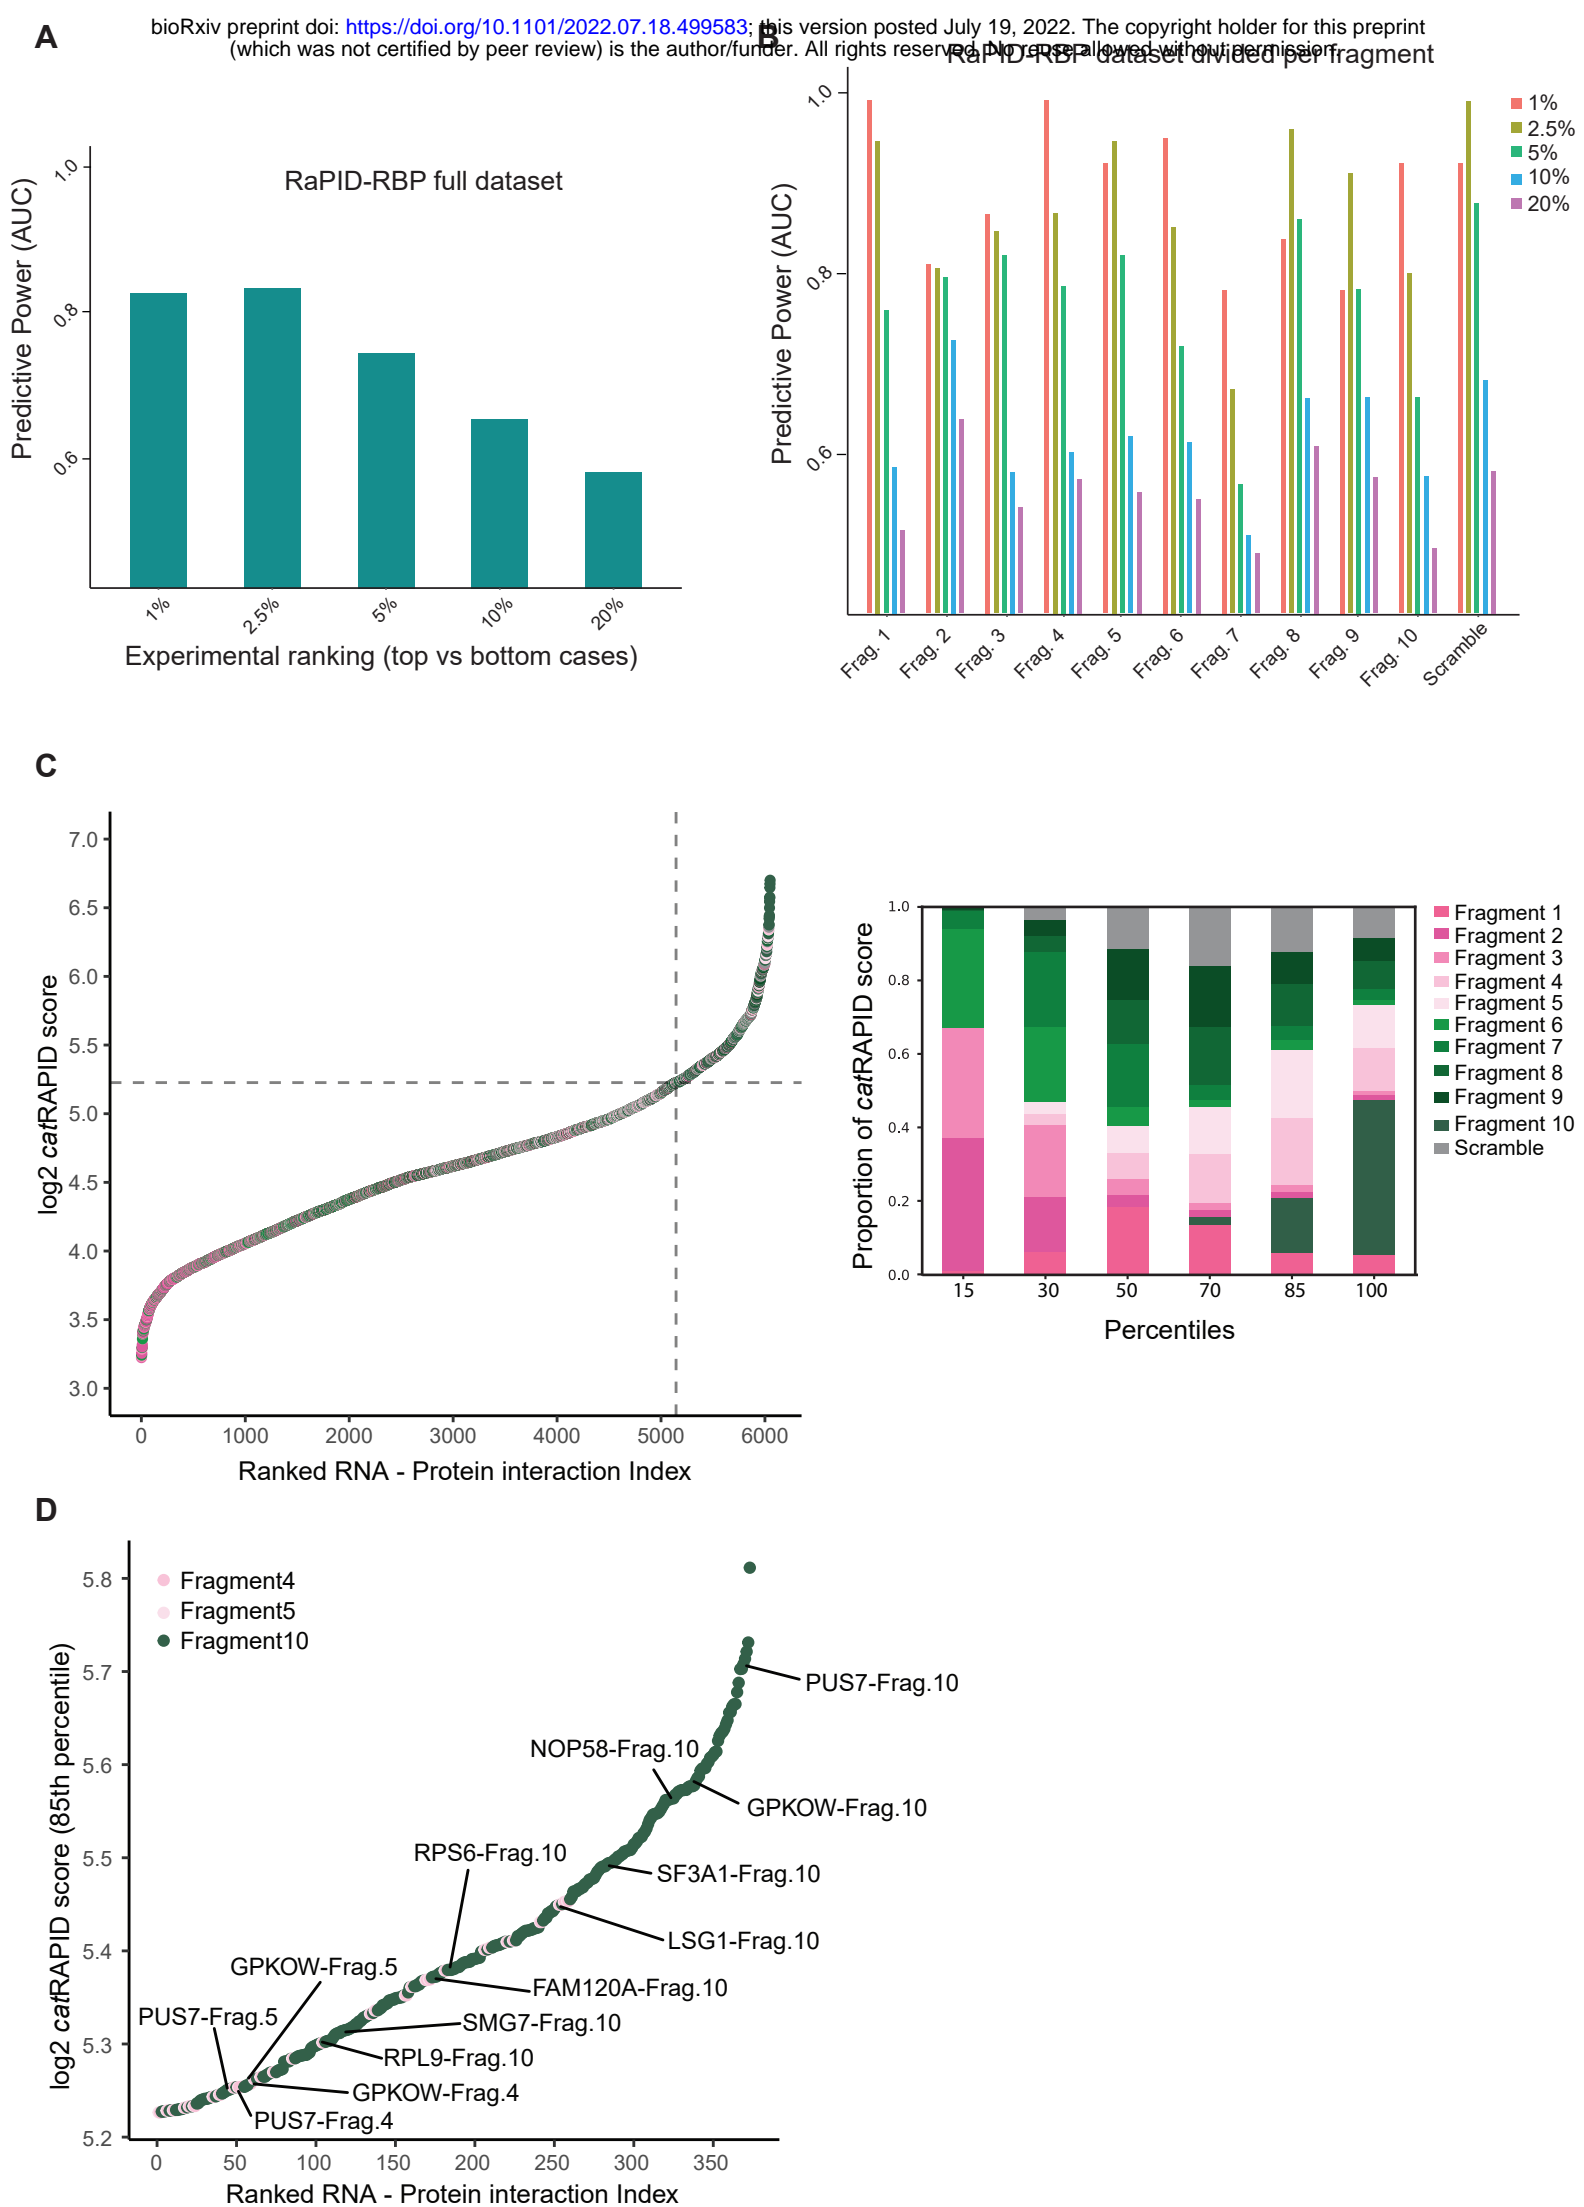 bioRxiv preprint doi: https://doi.org/10.1101/2022.07.18.499583; this version posted July 19, 2022. The copyright holder for this preprint
(which was not certified by peer review) is the author/funder. All rights reserved. No reuse allowed without permission.
A
RaPID-RBP full dataset
Predictive Power (AUC)
1.0
0.8
0.6
1%
2.5%
5%
10%
20%
Experimental ranking (top vs bottom cases)
B
RaPID-RBP dataset divided per fragment
Predictive Power (AUC)
1.0
0.8
0.6
1%
2.5%
5%
10%
20%
Frag. 1
Frag. 2
Frag. 3
Frag. 4
Frag. 5
Frag. 6
Frag. 7
Frag. 8
Frag. 9
Frag. 10
Scramble
C
log2 catRAPID score
7.0
6.5
6.0
5.5
5.0
4.5
4.0
3.5
3.0
0
1000
2000
3000
4000
5000
6000
Ranked RNA - Protein interaction Index
Proportion of catRAPID score
1.0
0.8
0.6
0.4
0.2
0.0
15
30
50
70
85
100
Percentiles
Fragment 1
Fragment 2
Fragment 3
Fragment 4
Fragment 5
Fragment 6
Fragment 7
Fragment 8
Fragment 9
Fragment 10
Scramble
D
log2 catRAPID score (85th percentile)
5.8
5.7
5.6
5.5
5.4
5.3
5.2
Fragment4
Fragment5
Fragment10
PUS7-Frag.10
NOP58-Frag.10
GPKOW-Frag.10
RPS6-Frag.10
SF3A1-Frag.10
LSG1-Frag.10
GPKOW-Frag.5
FAM120A-Frag.10
PUS7-Frag.5
SMG7-Frag.10
RPL9-Frag.10
GPKOW-Frag.4
PUS7-Frag.4
0
50
100
150
200
250
300
350
Ranked RNA - Protein interaction Index